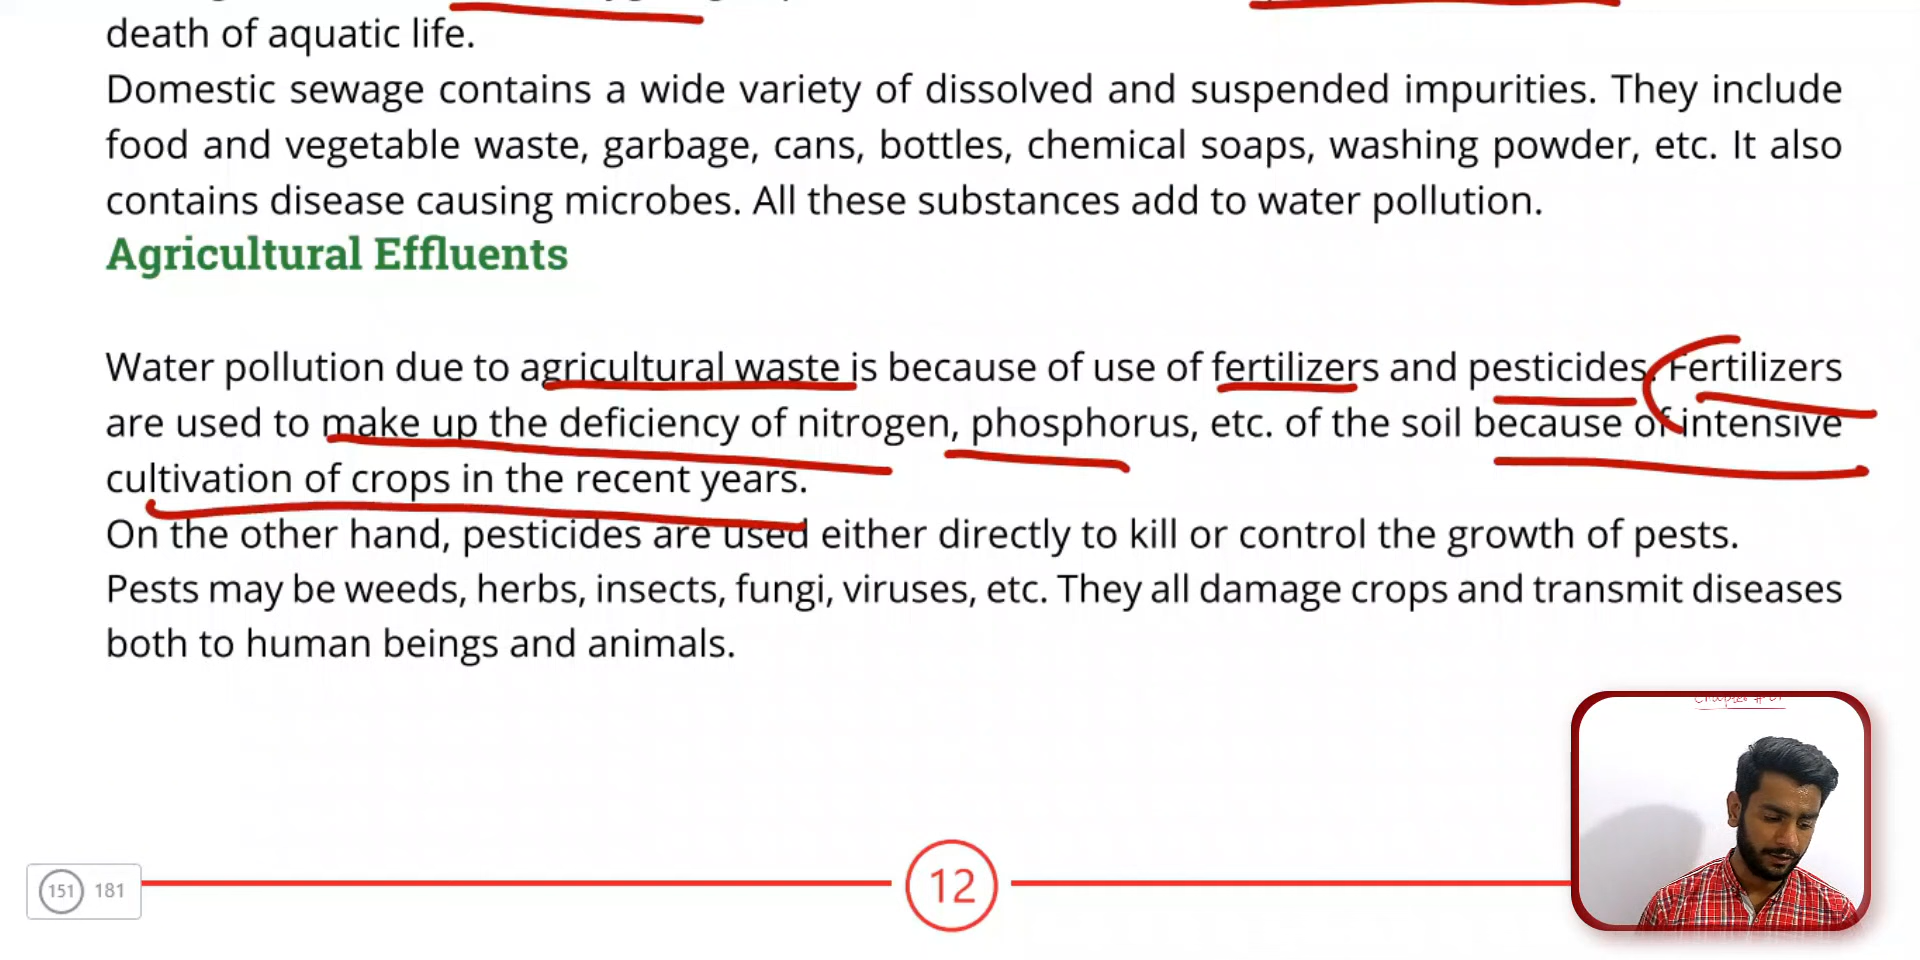 death of aquatic life.
Domestic sewage contains a wide variety of dissolved and suspended impurities. They include
food and vegetable waste, garbage, cans, bottles, chemical soaps, washing powder, etc. It also
contains disease causing microbes. All these substances add to water pollution.
Agricultural Effluents
Water pollution due to agricultural waste is because of use of fertilizers and pesticides. Fertilizers
are used to make up the deficiency of nitrogen, phosphorus, etc. of the soil because of intensive
cultivation of crops in the recent years.
On the other hand, pesticides are used either directly to kill or control the growth of pests.
Pests may be weeds, herbs, insects, fungi, viruses, etc. They all damage crops and transmit diseases
both to human beings and animals.
151 181
12